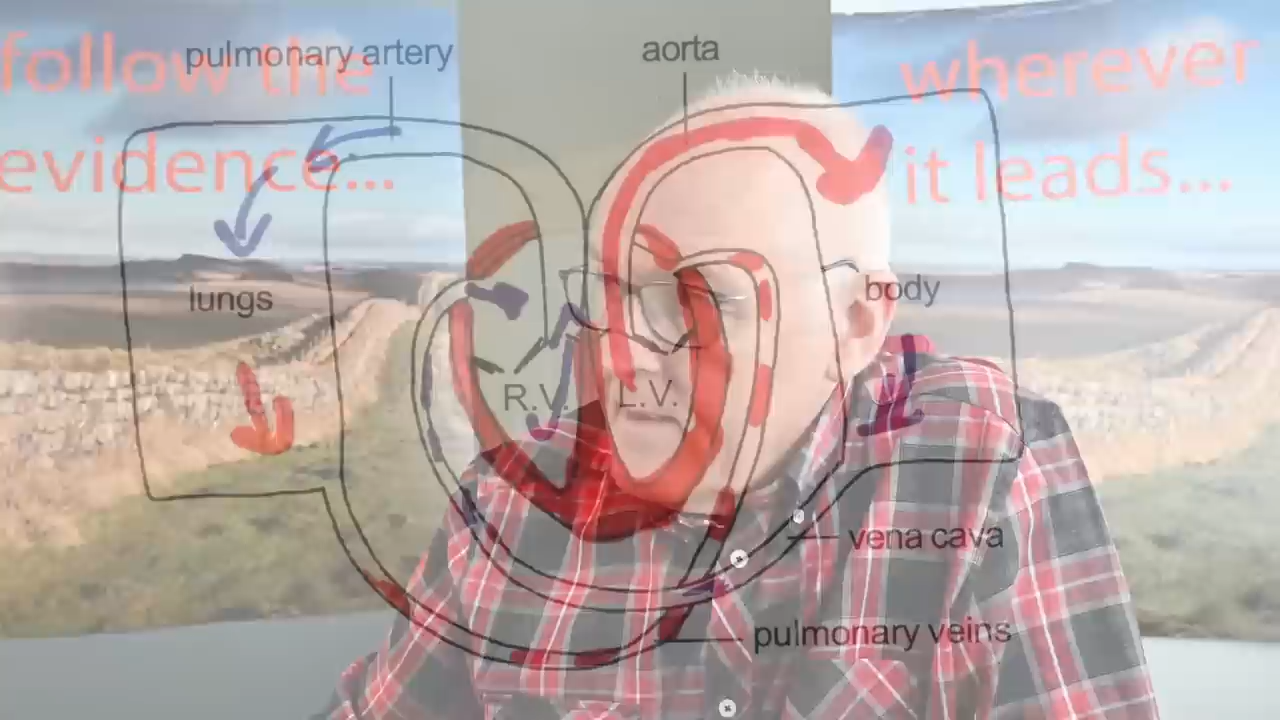 follow the
evidence...
wherever
it leads...
pulmonary artery
aorta
lungs
body
R.V.
L.V.
vena cava
pulmonary veins